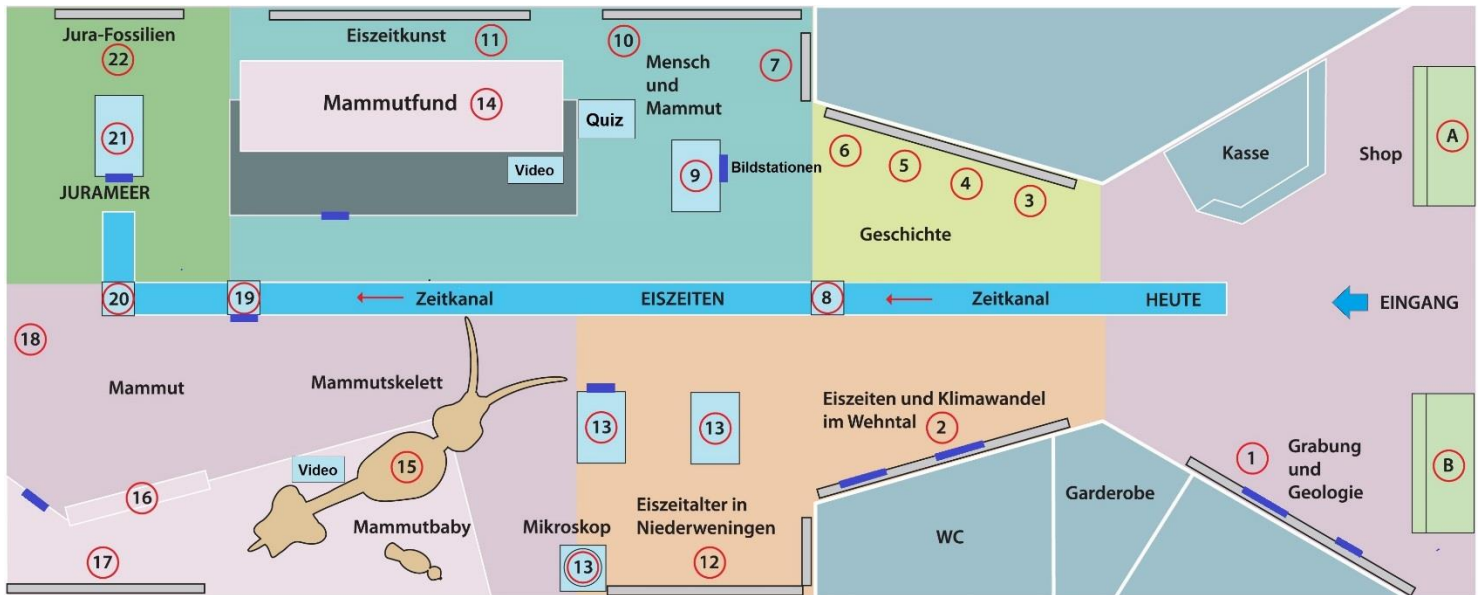 Jura-Fossilien
22
21
JURAMEER
Eiszeitkunst
11
Mammutfund
14
Video
Quiz
10
Mensch
und
Mammut
7
9
Bildstationen
6
5
4
3
Geschichte
Kasse
Shop
A
20
19
Zeitkanal
EISZEITEN
8
Zeitkanal
HEUTE
EINGANG
18
Mammut
Mammutskelett
Video
15
16
17
Mammutbaby
13
13
Mikroskop
13
Eiszeitalter in
Niederweningen
12
Eiszeiten und Klimawandel
im Wehntal
2
WC
Garderobe
1
Grabung
und
Geologie
B